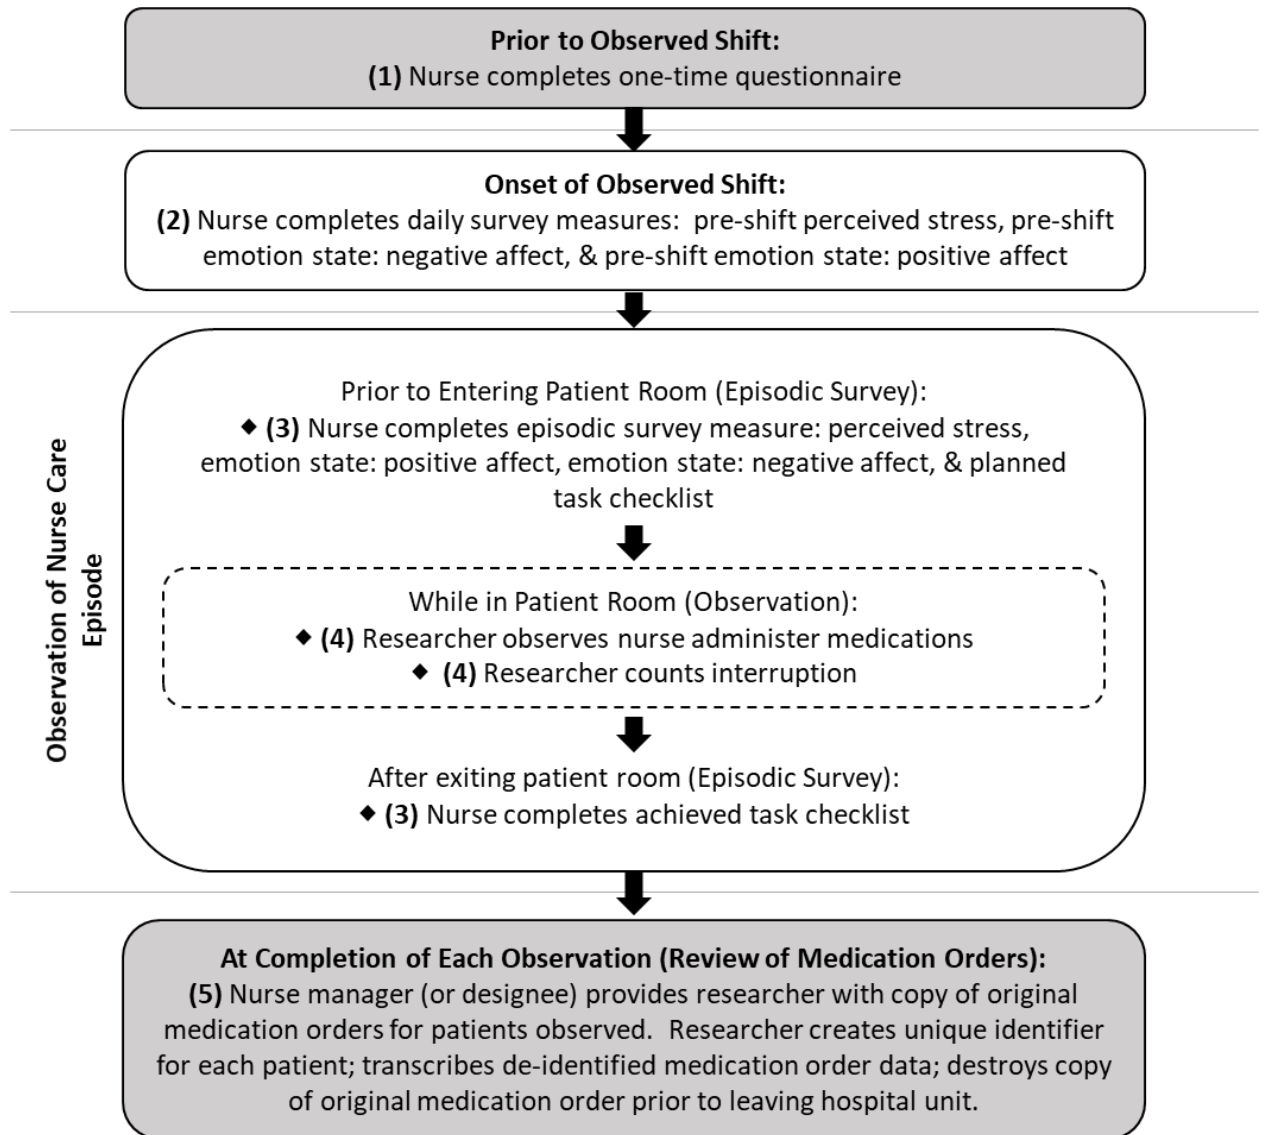 Prior to Observed Shift:
(1) Nurse completes one-time questionnaire
Onset of Observed Shift:
(2) Nurse completes daily survey measures:  pre-shift perceived stress, pre-shift
emotion state: negative affect, & pre-shift emotion state: positive affect
Observation of Nurse Care
Episode
Prior to Entering Patient Room (Episodic Survey):
◆ (3) Nurse completes episodic survey measure: perceived stress,
emotion state: positive affect, emotion state: negative affect, & planned
task checklist
While in Patient Room (Observation):
◆ (4) Researcher observes nurse administer medications
◆ (4) Researcher counts interruption
After exiting patient room (Episodic Survey):
◆ (3) Nurse completes achieved task checklist
At Completion of Each Observation (Review of Medication Orders):
(5) Nurse manager (or designee) provides researcher with copy of original
medication orders for patients observed.  Researcher creates unique identifier
for each patient; transcribes de-identified medication order data; destroys copy
of original medication order prior to leaving hospital unit.